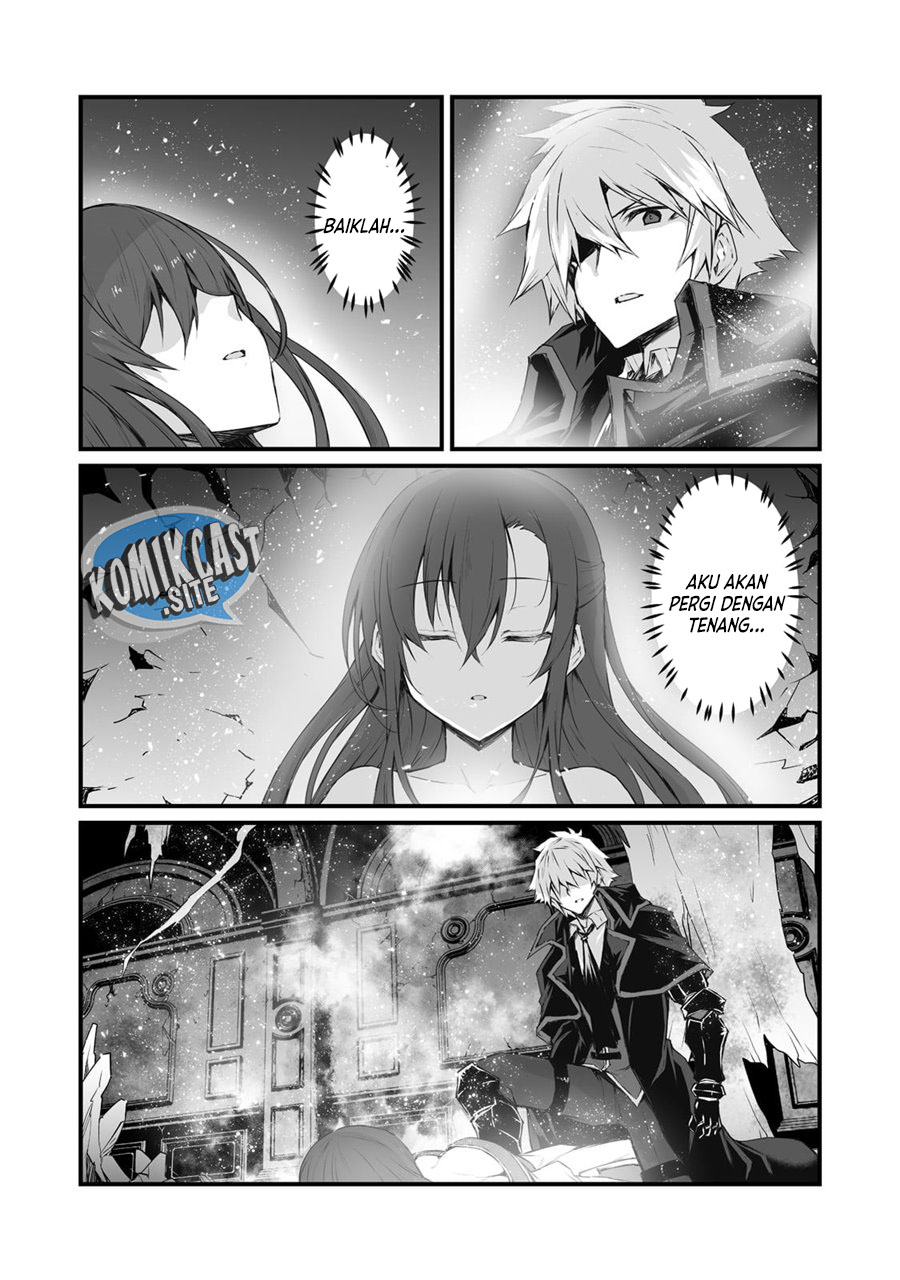 BAIKLAH...
AKU AKAN
PERGI DENGAN
TENANG...
KOMIKCAST
.SITE